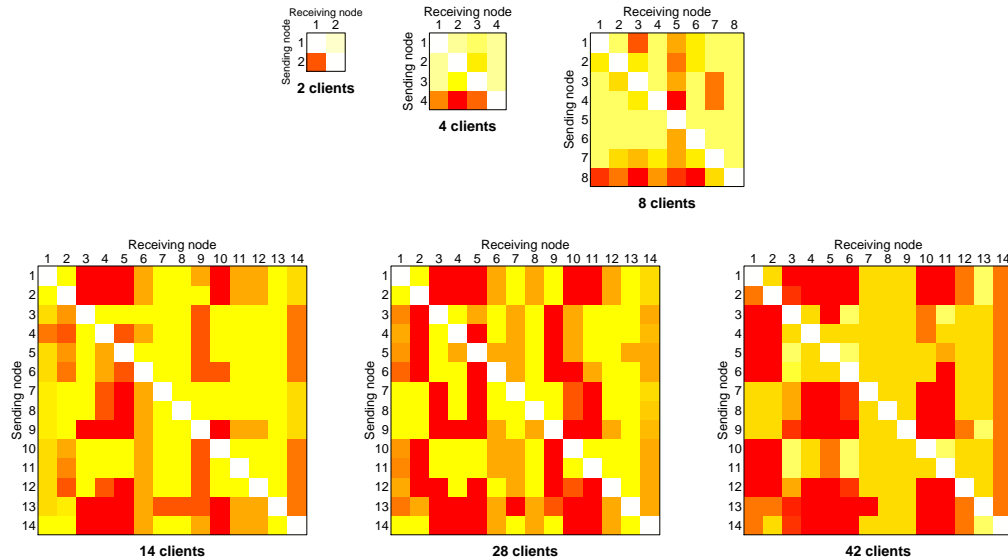 Receiving node
1 2
Sending node
1
2
2 clients
Receiving node
1 2 3 4
Sending node
1
2
3
4
4 clients
Receiving node
1 2 3 4 5 6 7 8
Sending node
1
2
3
4
5
6
7
8
8 clients
Receiving node
1 2 3 4 5 6 7 8 9 10 11 12 13 14
Sending node
1
2
3
4
5
6
7
8
9
10
11
12
13
14
14 clients
Receiving node
1 2 3 4 5 6 7 8 9 10 11 12 13 14
Sending node
1
2
3
4
5
6
7
8
9
10
11
12
13
14
28 clients
Receiving node
1 2 3 4 5 6 7 8 9 10 11 12 13 14
Sending node
1
2
3
4
5
6
7
8
9
10
11
12
13
14
42 clients